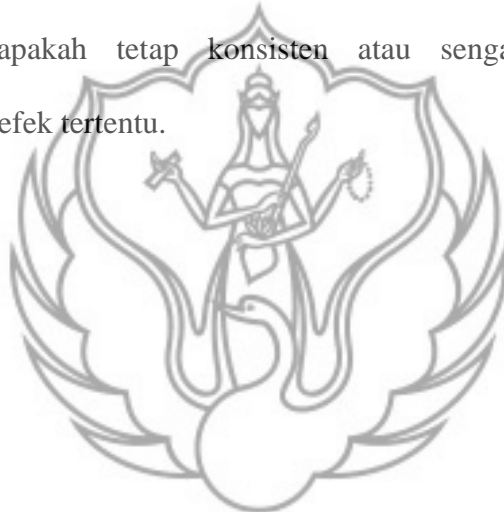 apakah tetap konsisten atau senga
efek tertentu.